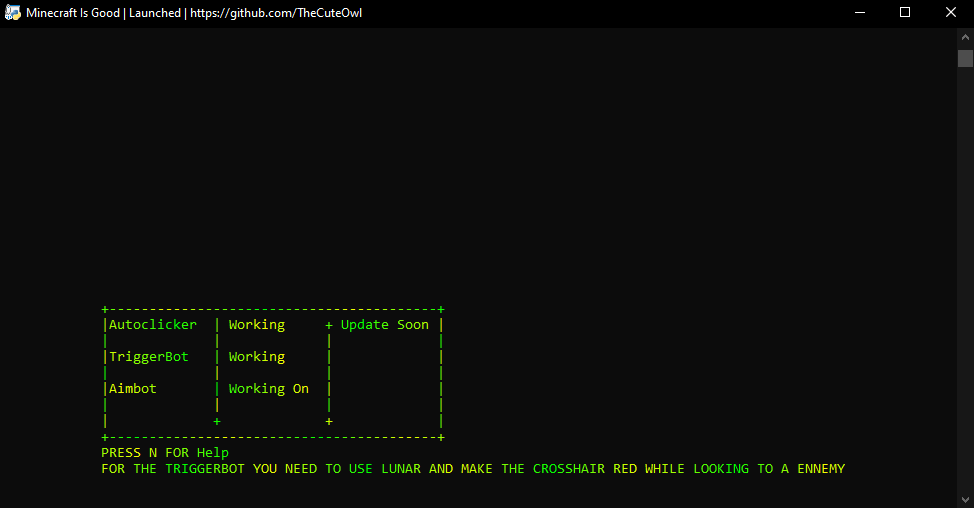 Minecraft Is Good | Launched | https://github.com/TheCuteOwl
+-----------------------------------------+
|Autoclicker  | Working     + Update Soon |
|             |             |             |
|TriggerBot   | Working     |             |
|             |             |             |
|Aimbot       | Working On  |             |
|             |             |             |
|             +             +             |
+-----------------------------------------+
PRESS N FOR Help
FOR THE TRIGGERBOT YOU NEED TO USE LUNAR AND MAKE THE CROSSHAIR RED WHILE LOOKING TO A ENNEMY